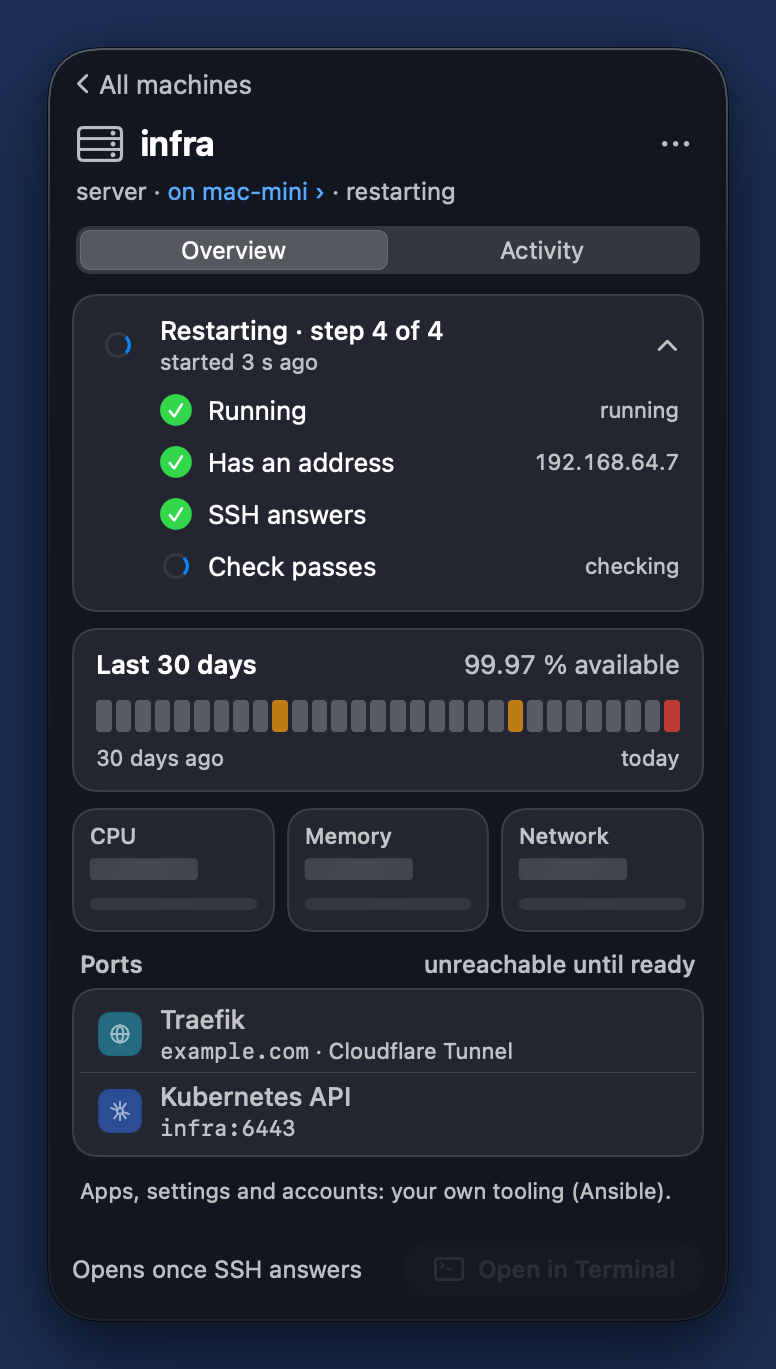 All machines
infra
server · on mac-mini › · restarting
Overview
Activity
Restarting · step 4 of 4
started 3 s ago
Running
running
Has an address
192.168.64.7
SSH answers
Check passes
checking
Last 30 days
99.97 % available
30 days ago
today
CPU
Memory
Network
Ports
unreachable until ready
Traefik
example.com · Cloudflare Tunnel
Kubernetes API
infra:6443
Apps, settings and accounts: your own tooling (Ansible).
Opens once SSH answers
Open in Terminal